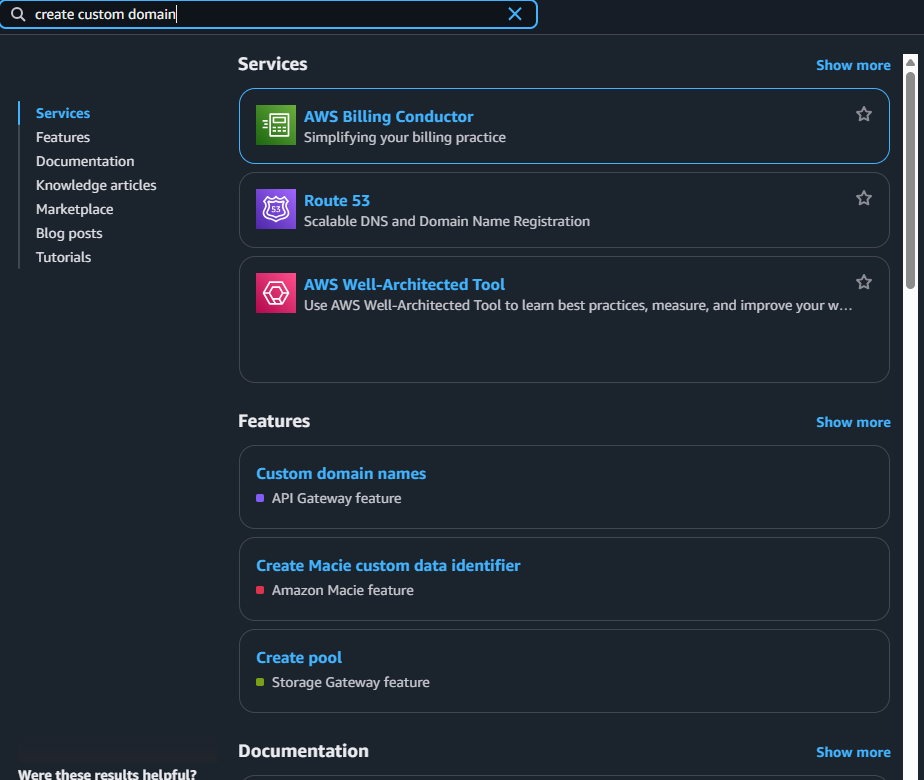 create custom domain
Services
Show more
Services
Features
Documentation
Knowledge articles
Marketplace
Blog posts
Tutorials
AWS Billing Conductor
Simplifying your billing practice
53
Route 53
Scalable DNS and Domain Name Registration
AWS Well-Architected Tool
Use AWS Well-Architected Tool to learn best practices, measure, and improve your w…
Features
Show more
Custom domain names
API Gateway feature
Create Macie custom data identifier
Amazon Macie feature
Create pool
Storage Gateway feature
Documentation
Show more
Were these results helpful?